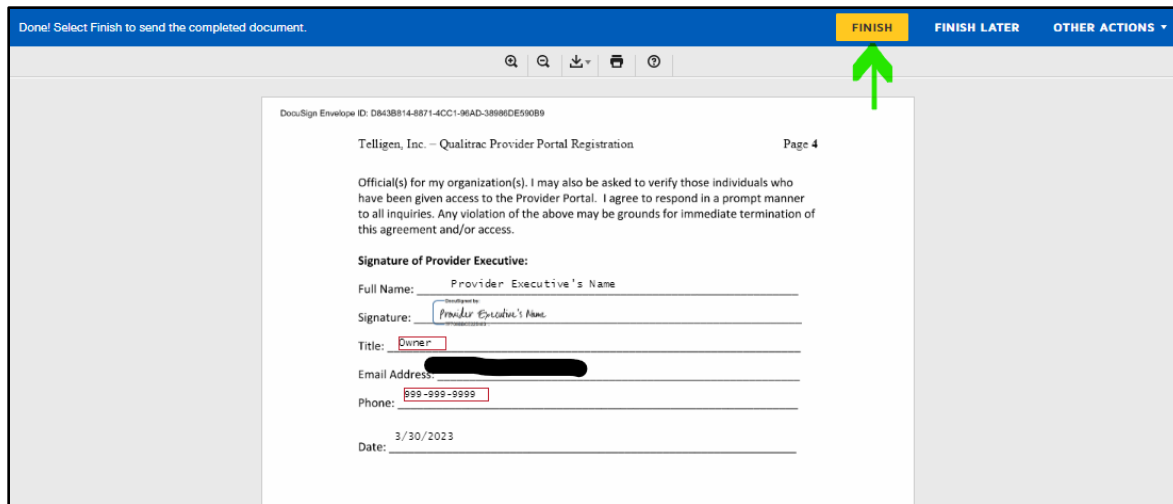 Done! Select Finish to send the completed document.
FINISH
FINISH LATER
OTHER ACTIONS
DocuSign Envelope ID: D843B814-8871-4CC1-96AD-38986DE590B9
Telligen, Inc. – Qualitrac Provider Portal Registration Page 4
Official(s) for my organization(s). I may also be asked to verify those individuals who
have been given access to the Provider Portal. I agree to respond in a prompt manner
to all inquiries. Any violation of the above may be grounds for immediate termination of
this agreement and/or access.
Signature of Provider Executive:
Full Name: Provider Executive's Name
DocuSigned by:
Signature: Provider Executive's Name
Title: Owner
Email Address:
Phone: 999-999-9999
Date: 3/30/2023